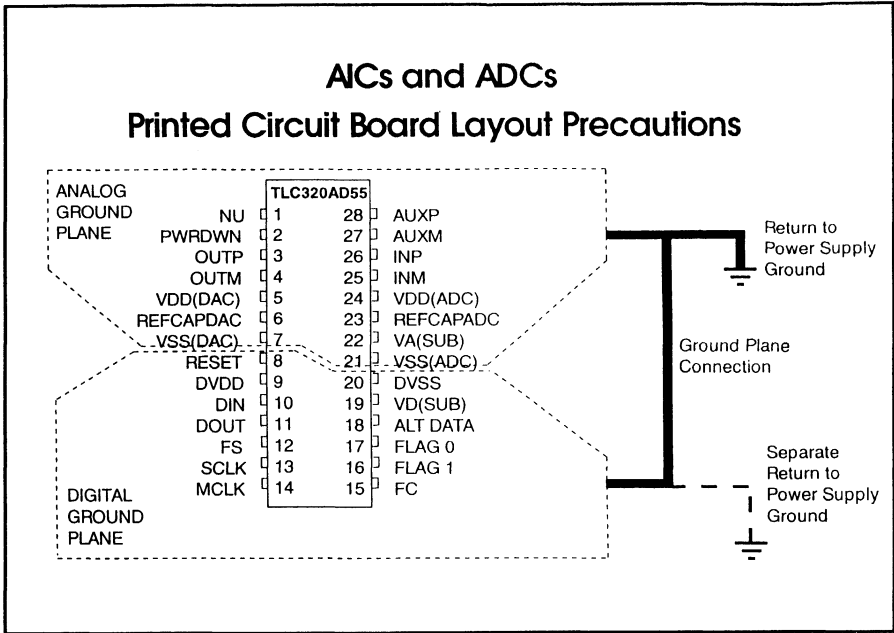 AICs and ADCs
Printed Circuit Board Layout Precautions
ANALOG
GROUND
PLANE
TLC320AD55
NU 1 28 AUXP
PWRDWN 2 27 AUXM
OUTP 3 26 INP
OUTM 4 25 INM
VDD(DAC) 5 24 VDD(ADC)
REFCAPDAC 6 23 REFCAPADC
VSS(DAC) 7 22 VA(SUB)
RESET 8 21 VSS(ADC)
DVDD 9 20 DVSS
DIN 10 19 VD(SUB)
DOUT 11 18 ALT DATA
FS 12 17 FLAG 0
SCLK 13 16 FLAG 1
MCLK 14 15 FC
DIGITAL
GROUND
PLANE
Return to
Power Supply
Ground
Ground Plane
Connection
Separate
Return to
Power Supply
Ground